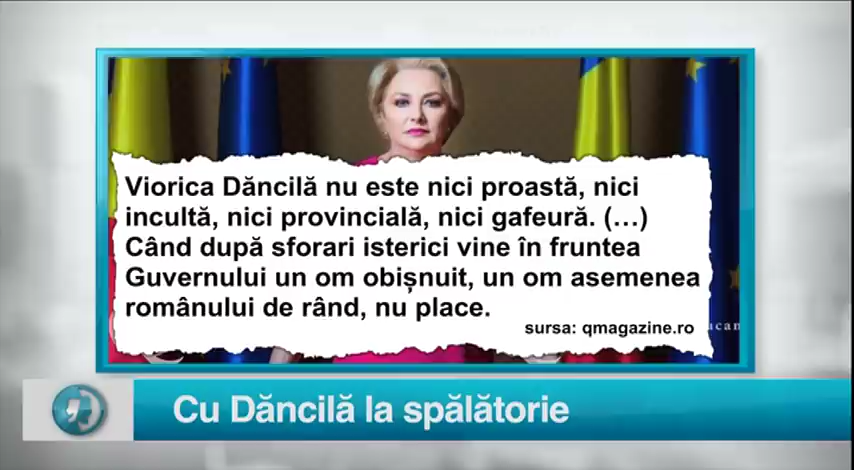 Viorica Dăncilă nu este nici proastă, nici
incultă, nici provincială, nici gafeură. (…)
Când după sforari isterici vine în fruntea
Guvernului un om obișnuit, un om asemenea
românului de rând, nu place.
sursa: qmagazine.ro
Cu Dăncilă la spălătorie